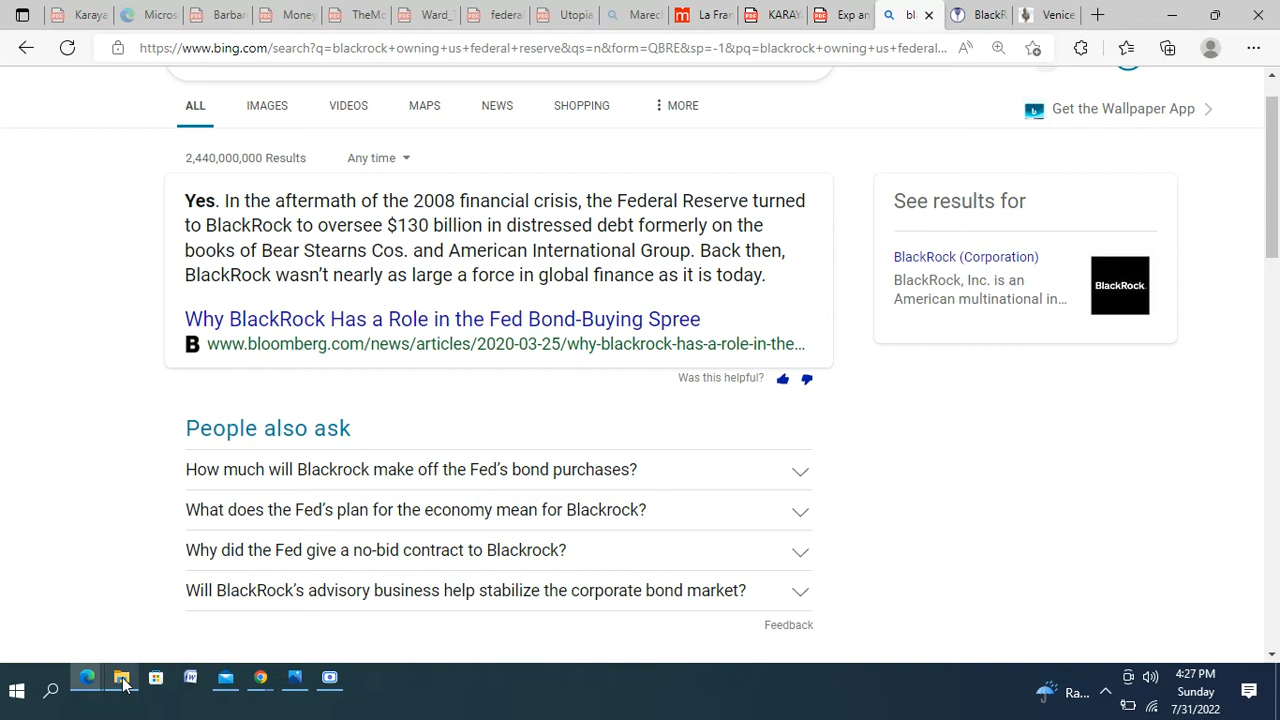 Karaya
Micros
Barbar
Money
TheMo
Ward_T
federal
Utopia
Marech
La Fran
KARAY
Exp an
bl
BlackR
Venice
https://www.bing.com/search?q=blackrock+owning+us+federal+reserve&qs=n&form=QBRE&sp=-1&pq=blackrock+owning+us+federal...
ALL IMAGES VIDEOS MAPS NEWS SHOPPING MORE
Get the Wallpaper App
2,440,000,000 Results Any time
Yes. In the aftermath of the 2008 financial crisis, the Federal Reserve turned
to BlackRock to oversee $130 billion in distressed debt formerly on the
books of Bear Stearns Cos. and American International Group. Back then,
BlackRock wasn't nearly as large a force in global finance as it is today.
Why BlackRock Has a Role in the Fed Bond-Buying Spree
B www.bloomberg.com/news/articles/2020-03-25/why-blackrock-has-a-role-in-the...
Was this helpful?
See results for
BlackRock (Corporation)
BlackRock, Inc. is an
American multinational in...
BlackRock.
People also ask
How much will Blackrock make off the Fed's bond purchases?
What does the Fed's plan for the economy mean for Blackrock?
Why did the Fed give a no-bid contract to Blackrock?
Will BlackRock's advisory business help stabilize the corporate bond market?
Feedback
Ra...
4:27 PM
Sunday
7/31/2022